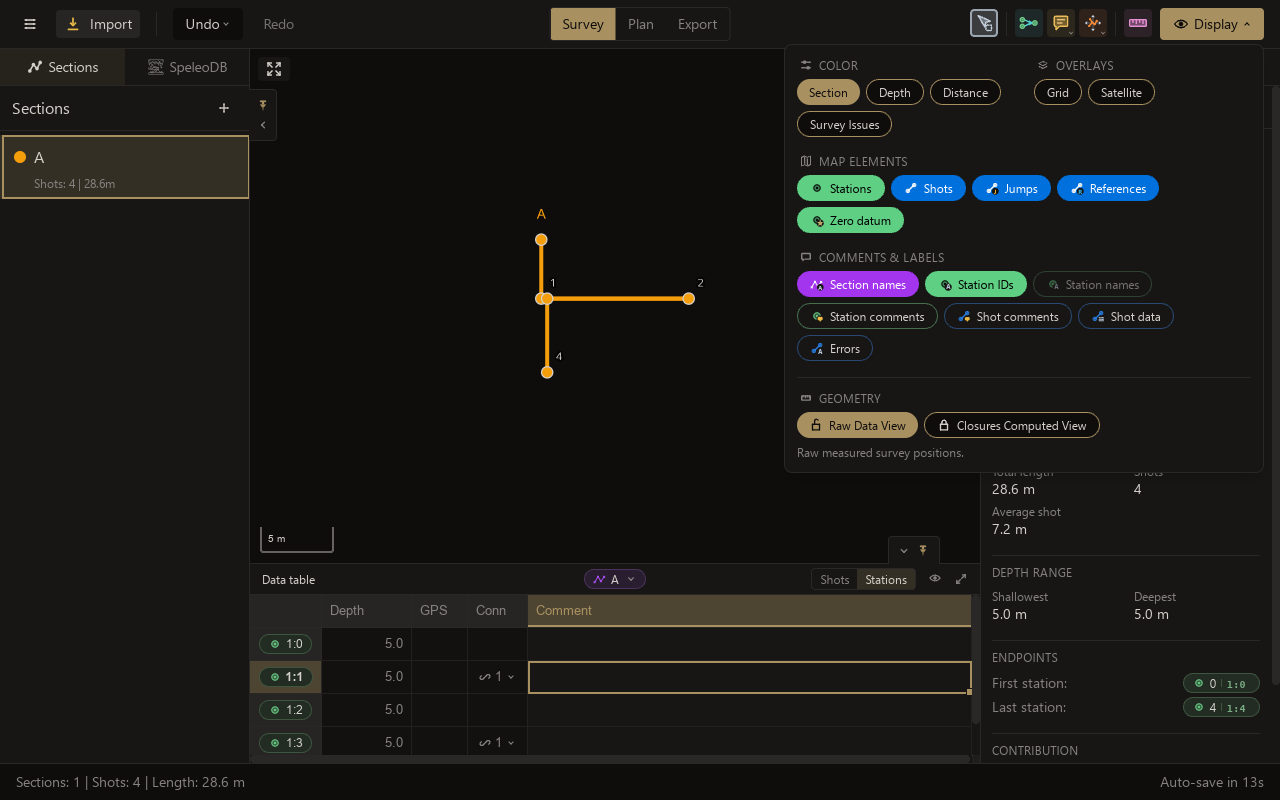 Import
Undo
Redo
Survey
Plan
Export
Display
Sections
SpeleoDB
Sections
A
Shots: 4 | 28.6m
COLOR
Section
Depth
Distance
Survey Issues
OVERLAYS
Grid
Satellite
MAP ELEMENTS
Stations
Shots
Jumps
References
Zero datum
COMMENTS & LABELS
Section names
Station IDs
Station names
Station comments
Shot comments
Shot data
Errors
GEOMETRY
Raw Data View
Closures Computed View
Raw measured survey positions.
A
1
2
4
5 m
Total length
28.6 m
Shots
4
Average shot
7.2 m
DEPTH RANGE
Shallowest
5.0 m
Deepest
5.0 m
ENDPOINTS
First station:
0 | 1:0
Last station:
4 | 1:4
CONTRIBUTION
Data table
A
Shots
Stations
Depth GPS Conn Comment
1:0 5.0
1:1 5.0 1
1:2 5.0
1:3 5.0 1
Sections: 1 | Shots: 4 | Length: 28.6 m
Auto-save in 13s